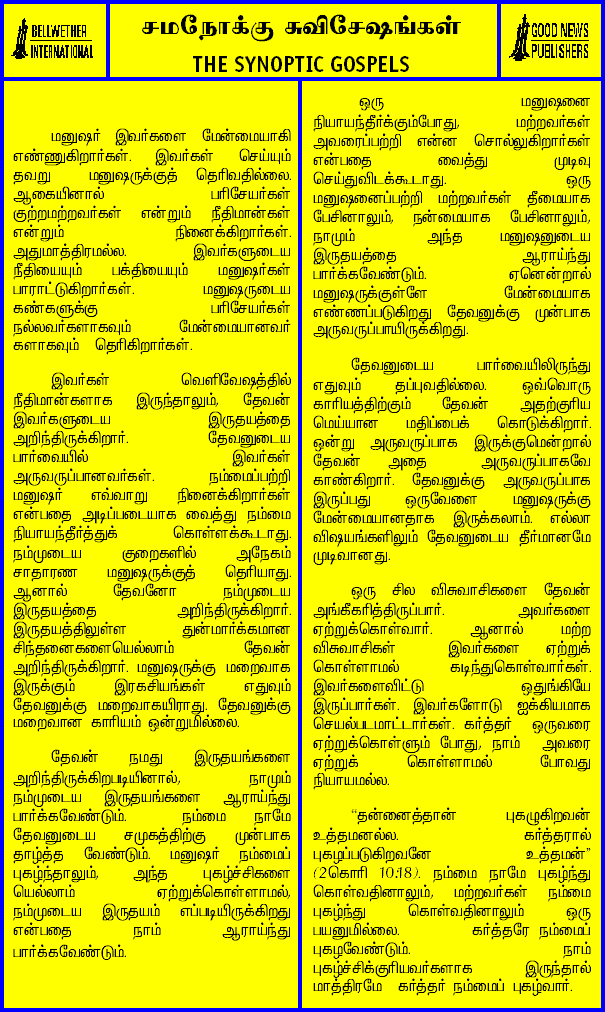 BELLWETHER
INTERNATIONAL
சமநோக்கு சுவிசேஷங்கள்
THE SYNOPTIC GOSPELS
GOOD NEWS
PUBLISHERS
மனுஷர் இவர்களை மேன்மையாகி
எண்ணுகிறார்கள். இவர்கள் செய்யும்
தவறு மனுஷருக்குத் தெரிவதில்லை.
ஆகையினால் பரிசேயர்கள்
குற்றமற்றவர்கள் என்றும் நீதிமான்கள்
என்றும் நினைக்கிறார்கள்.
அதுமாத்திரமல்ல. இவர்களுடைய
நீதியையும் பக்தியையும் மனுஷர்கள்
பாராட்டுகிறார்கள். மனுஷருடைய
கண்களுக்கு பரிசேயர்கள்
நல்லவர்களாகவும் மேன்மையானவர்
களாகவும் தெரிகிறார்கள்.
இவர்கள் வெளிவேஷத்தில்
நீதிமான்களாக இருந்தாலும், தேவன்
இவர்களுடைய இருதயத்தை
அறிந்திருக்கிறார். தேவனுடைய
பார்வையில் இவர்கள்
அருவருப்பானவர்கள். நம்மைப்பற்றி
மனுஷர் எவ்வாறு நினைக்கிறார்கள்
என்பதை அடிப்படையாக வைத்து நம்மை
நியாயந்தீர்த்துக் கொள்ளக்கூடாது.
நம்முடைய குறைகளில் அநேகம்
சாதாரண மனுஷருக்குத் தெரியாது.
ஆனால் தேவனோ நம்முடைய
இருதயத்தை அறிந்திருக்கிறார்.
இருதயத்திலுள்ள துன்மார்க்கமான
சிந்தனைகளையெல்லாம் தேவன்
அறிந்திருக்கிறார். மனுஷருக்கு மறைவாக
இருக்கும் இரகசியங்கள் எதுவும்
தேவனுக்கு மறைவாகயிராது. தேவனுக்கு
மறைவான காரியம் ஒன்றுமில்லை.
தேவன் நமது இருதயங்களை
அறிந்திருக்கிறபடியினால், நாமும்
நம்முடைய இருதயங்களை ஆராய்ந்து
பார்க்கவேண்டும். நம்மை நாமே
தேவனுடைய சமுகத்திற்கு முன்பாக
தாழ்த்த வேண்டும். மனுஷர் நம்மைப்
புகழ்ந்தாலும், அந்த புகழ்ச்சிகளை
யெல்லாம் ஏற்றுக்கொள்ளாமல்,
நம்முடைய இருதயம் எப்படியிருக்கிறது
என்பதை நாம் ஆராய்ந்து
பார்க்கவேண்டும்.
ஒரு மனுஷனை
நியாயந்தீர்க்கும்போது, மற்றவர்கள்
அவரைப்பற்றி என்ன சொல்லுகிறார்கள்
என்பதை வைத்து முடிவு
செய்துவிடக்கூடாது. ஒரு
மனுஷனைப்பற்றி மற்றவர்கள் தீமையாக
பேசினாலும், நன்மையாக பேசினாலும்,
நாமும் அந்த மனுஷனுடைய
இருதயத்தை ஆராய்ந்து
பார்க்கவேண்டும். ஏனென்றால்
மனுஷருக்குள்ளே மேன்மையாக
எண்ணப்படுகிறது தேவனுக்கு முன்பாக
அருவருப்பாயிருக்கிறது.
தேவனுடைய பார்வையிலிருந்து
எதுவும் தப்புவதில்லை. ஒவ்வொரு
காரியத்திற்கும் தேவன் அதற்குரிய
மெய்யான மதிப்பைக் கொடுக்கிறார்.
ஒன்று அருவருப்பாக இருக்குமென்றால்
தேவன் அதை அருவருப்பாகவே
காண்கிறார். தேவனுக்கு அருவருப்பாக
இருப்பது ஒருவேளை மனுஷருக்கு
மேன்மையானதாக இருக்கலாம். எல்லா
விஷயங்களிலும் தேவனுடைய தீர்மானமே
முடிவானது.
ஒரு சில விசுவாசிகளை தேவன்
அங்கீகரித்திருப்பார். அவர்களை
ஏற்றுக்கொள்வார். ஆனால் மற்ற
விசுவாசிகள் இவர்களை ஏற்றுக்
கொள்ளாமல் கடிந்துகொள்வார்கள்.
இவர்களைவிட்டு ஒதுங்கியே
இருப்பார்கள். இவர்களோடு ஐக்கியமாக
செயல்படமாட்டார்கள். கர்த்தர் ஒருவரை
ஏற்றுக்கொள்ளும் போது, நாம் அவரை
ஏற்றுக் கொள்ளாமல் போவது
நியாயமல்ல.
"தன்னைத்தான் புகழுகிறவன்
உத்தமனல்ல. கர்த்தரால்
புகழப்படுகிறவனே உத்தமன்"
(2கொரி 10:18). நம்மை நாமே புகழ்ந்து
கொள்வதினாலும், மற்றவர்கள் நம்மை
புகழ்ந்து கொள்வதினாலும் ஒரு
பயனுமில்லை. கர்த்தரே நம்மைப்
புகழவேண்டும். நாம்
புகழ்ச்சிக்குரியவர்களாக இருந்தால்
மாத்திரமே கர்த்தர் நம்மைப் புகழ்வார்.